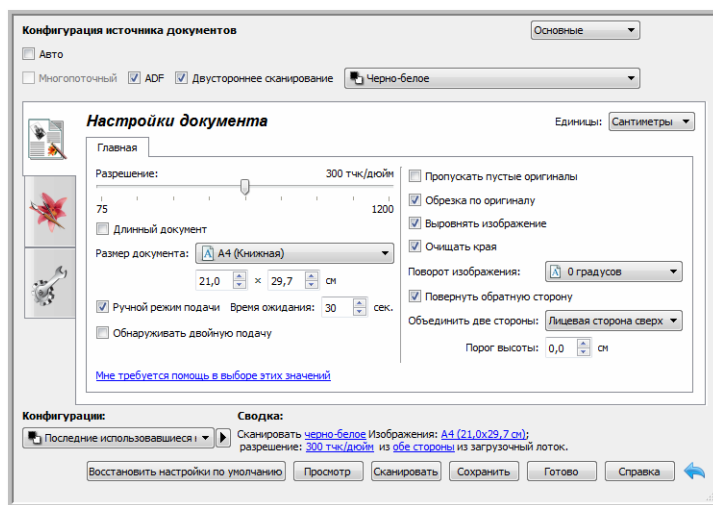 Конфигурация источника документов
Основные
Авто
Многопоточный ADF Двустороннее сканирование Черно-белое
Настройки документа
Единицы: Сантиметры
Главная
Разрешение: 300 тчк/дюйм
75 1200
Длинный документ
Размер документа: A4 (Книжная)
21,0 × 29,7 см
Ручной режим подачи Время ожидания: 30 сек.
Обнаруживать двойную подачу
Мне требуется помощь в выборе этих значений
Пропускать пустые оригиналы
Обрезка по оригиналу
Выровнять изображение
Очищать края
Поворот изображения: 0 градусов
Повернуть обратную сторону
Объединить две стороны: Лицевая сторона сверх
Порог высоты: 0,0 см
Конфигурации:
Последние использовавшиеся
Сводка:
Сканировать черно-белое Изображения: A4 (21,0x29,7 см);
разрешение: 300 тчк/дюйм из обе стороны из загрузочный лоток.
Восстановить настройки по умолчанию Просмотр Сканировать Сохранить Готово Справка